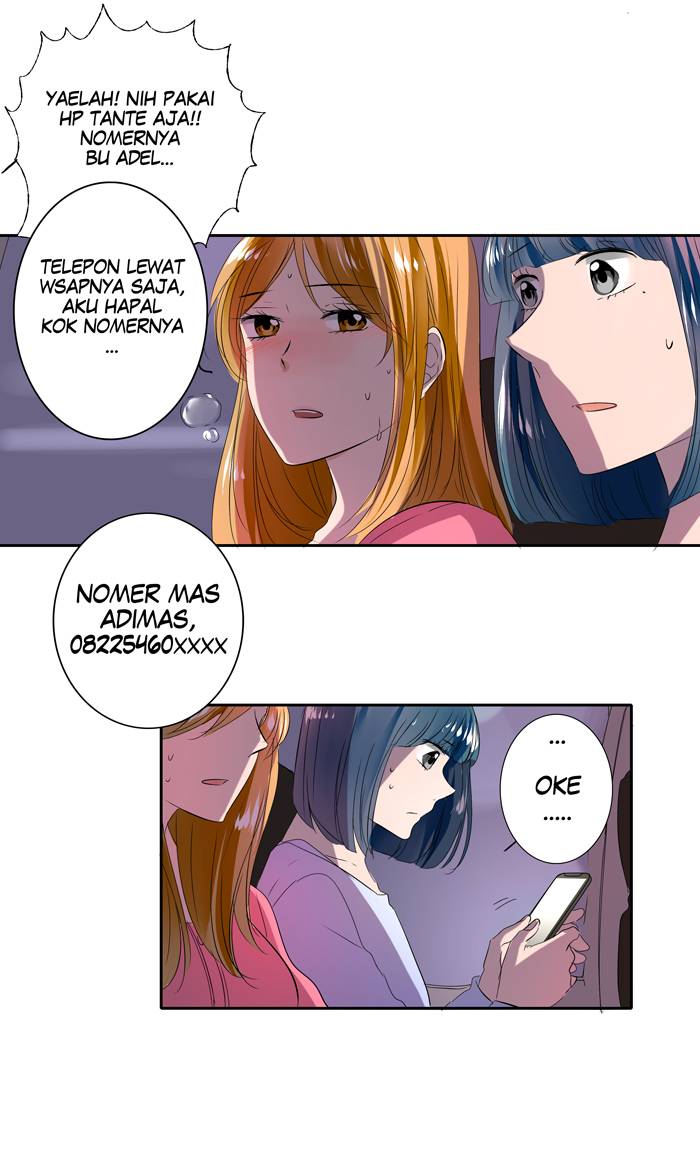 YAELAH! NIH PAKAI
HP TANTE AJA!!
NOMERNYA
BU ADEL...
TELEPON LEWAT
WSAPNYA SAJA,
AKU HAPAL
KOK NOMERNYA
...
NOMER MAS
ADIMAS,
08225460XXXX
...
OKE
.....